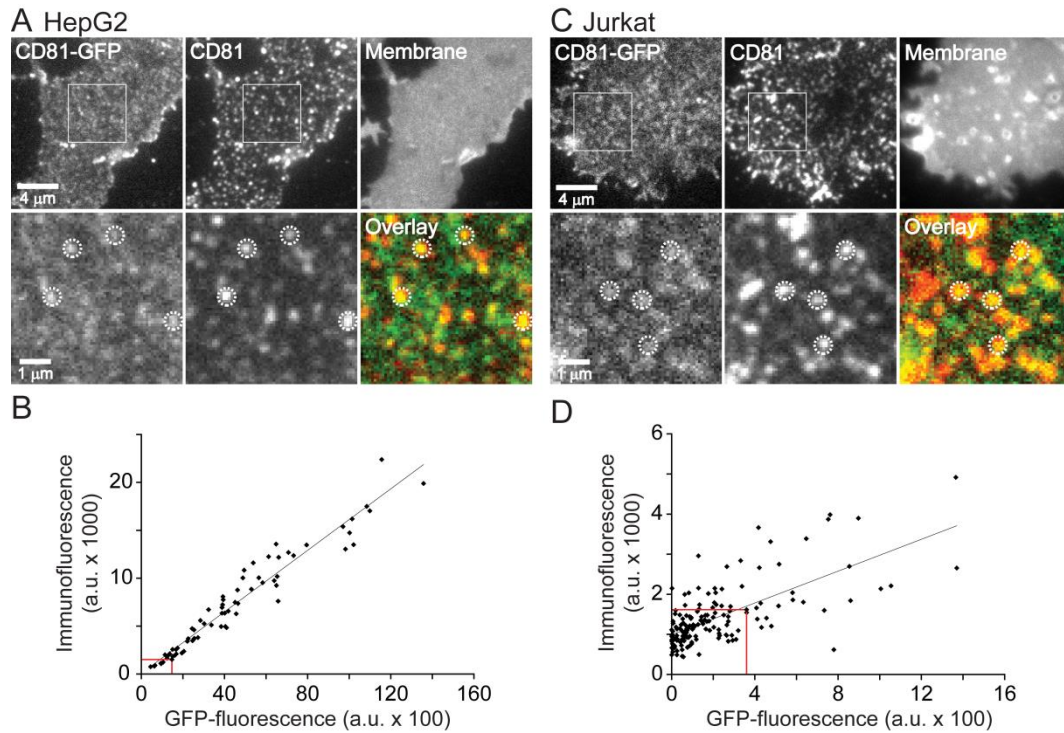 A HepG2
CD81-GFP CD81 Membrane
4 µm
Overlay
1 µm
C Jurkat
CD81-GFP CD81 Membrane
4 µm
Overlay
1 µm
B
Immunofluorescence
(a.u. x 1000)
20
10
0
0 40 80 120 160
GFP-fluorescence (a.u. x 100)
D
Immunofluorescence
(a.u. x 1000)
6
4
2
0
0 4 8 12 16
GFP-fluorescence (a.u. x 100)